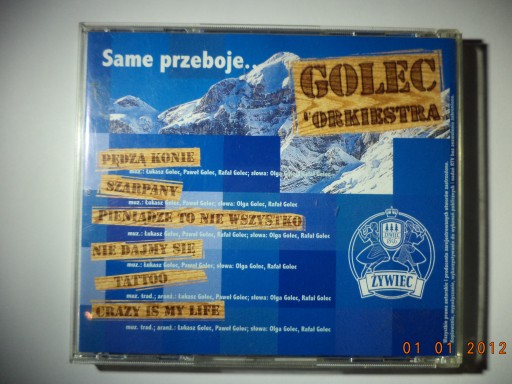 Same przeboje..
GOLEC
uORKIESTRA
PĘDZĄ KONIE
muz.: Łukasz Golec, Paweł Golec, Rafał Golec; słowa: Olga Golec, Rafał Golec
SZARPANY
muz.: Łukasz Golec, Paweł Golec, Rafał Golec; słowa: Olga Golec, Rafał Golec
PIENIĄDZE TO NIE WSZYSTKO
muz.: Łukasz Golec, Paweł Golec, Rafał Golec; słowa: Olga Golec, Rafał Golec
NIE DAJMY SIĘ
muz.: Łukasz Golec, Paweł Golec; słowa: Olga Golec, Rafał Golec
TATTOO
muz. trad.; aranż.: Łukasz Golec, Paweł Golec; słowa: Olga Golec, Rafał Golec
CRAZY IS MY LIFE
muz. trad.; aranż.: Łukasz Golec, Paweł Golec; słowa: Olga Golec, Rafał Golec
ŻYWIEC
01 01 2012